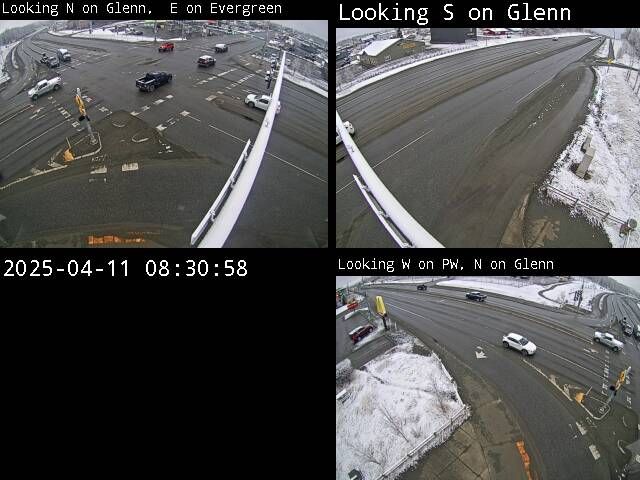 Looking N on Glenn,  E on Evergreen
Looking S on Glenn
2025-04-11 08:30:58
Looking W on PW, N on Glenn